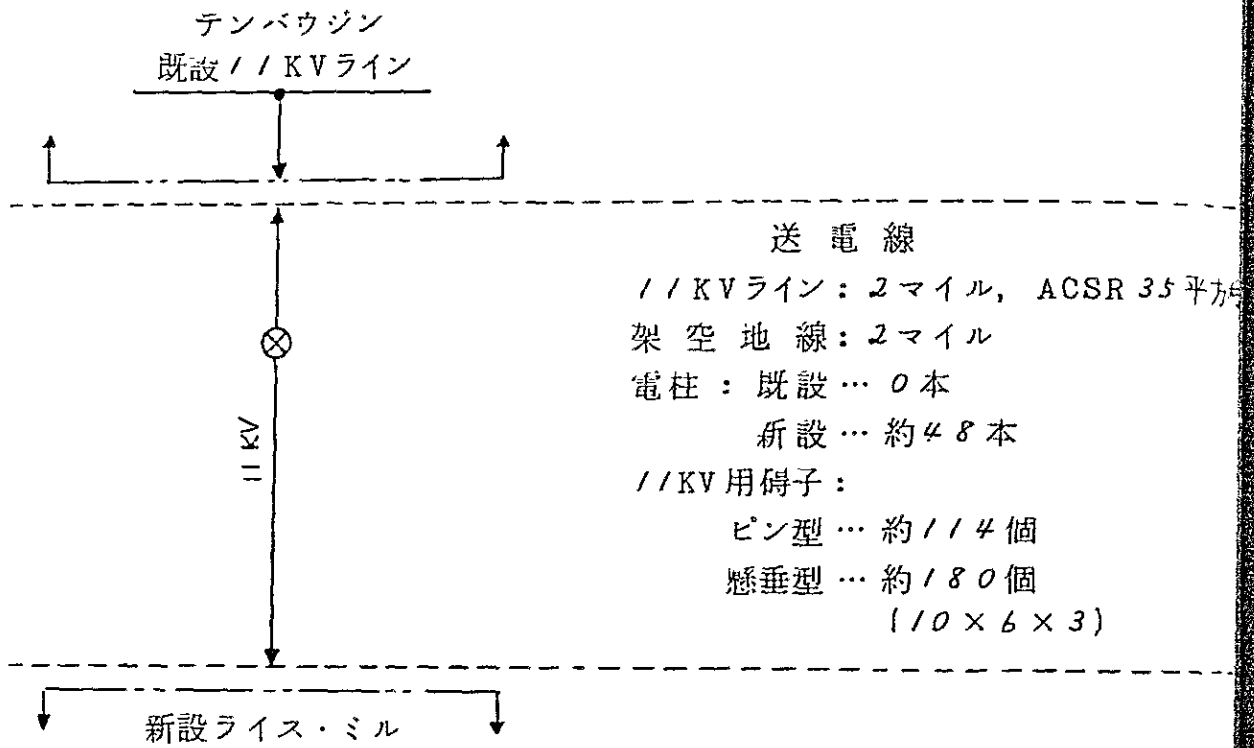 テンバウジン
既設11KVライン
送電線
11KVライン：2マイル，ACSR 35平方
架空地線：2マイル
電柱：既設…0本
新設…約48本
11KV用碍子：
ピン型…約114個
懸垂型…約180個
(10×6×3)
11KV
新設ライス・ミル